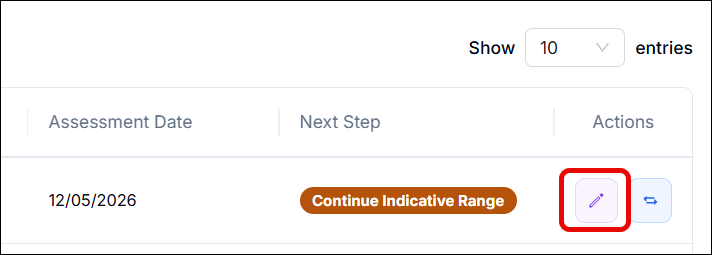 Show 10 entries
Assessment Date Next Step Actions
12/05/2026 Continue Indicative Range